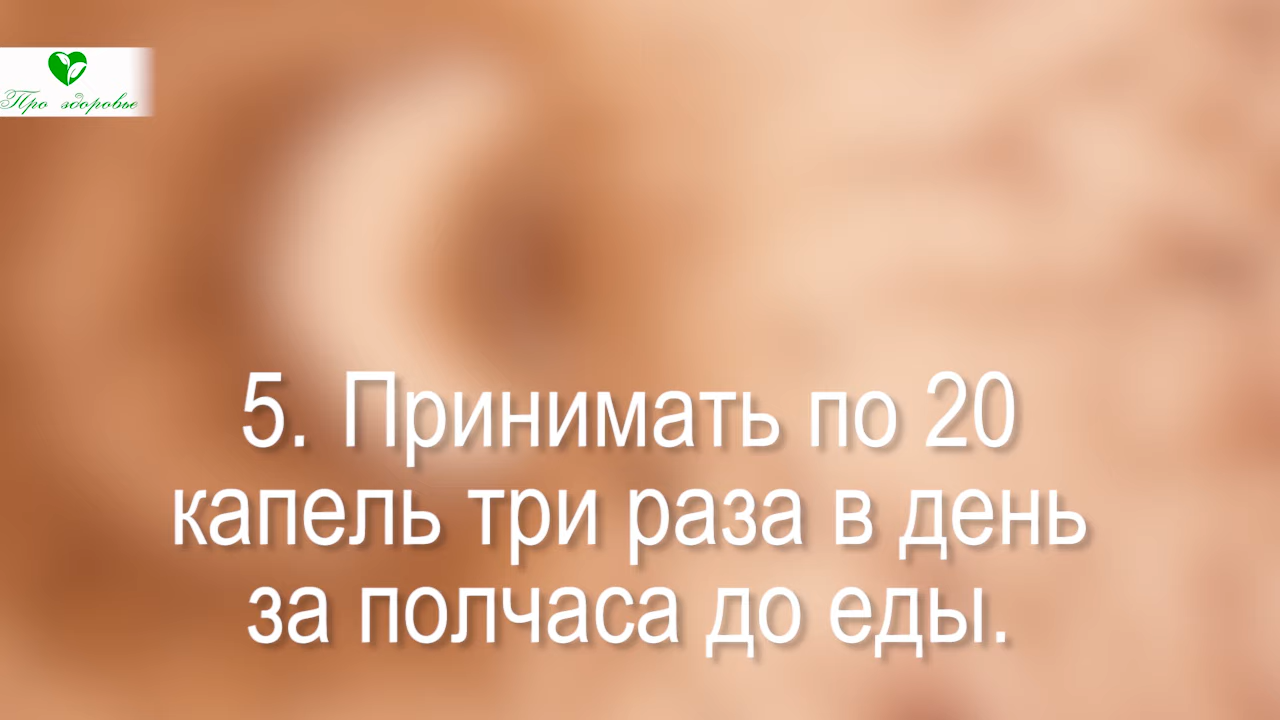 Про здоровье
5. Принимать по 20
капель три раза в день
за полчаса до еды.